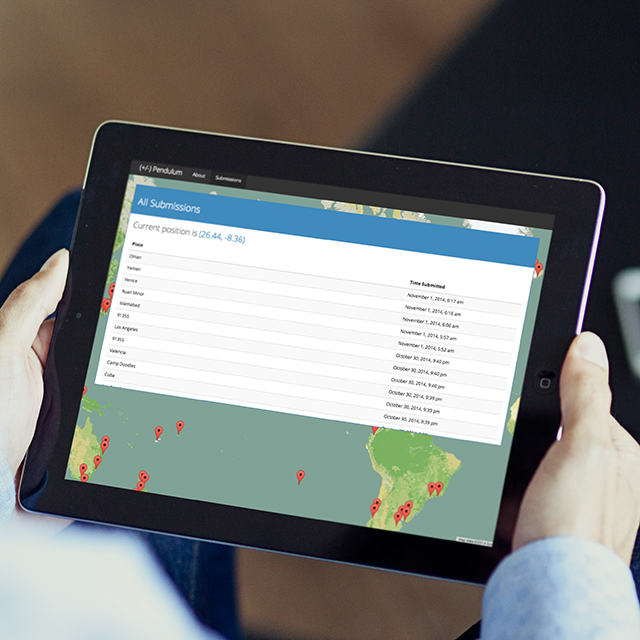 (+/-) Pendulum About Submissions
All Submissions
Current position is (26.44, -8.36)
Place Time Submitted
Oman November 1, 2014, 6:17 am
Yemen November 1, 2014, 6:16 am
Venice November 1, 2014, 6:06 am
Kuan Minor November 1, 2014, 5:57 am
Islamabad November 1, 2014, 5:52 am
91355 October 30, 2014, 9:40 pm
Los Angeles October 30, 2014, 9:40 pm
91355 October 30, 2014, 9:40 pm
Valencia October 30, 2014, 9:39 pm
Camp Doodles October 30, 2014, 9:39 pm
Cuba October 30, 2014, 9:39 pm